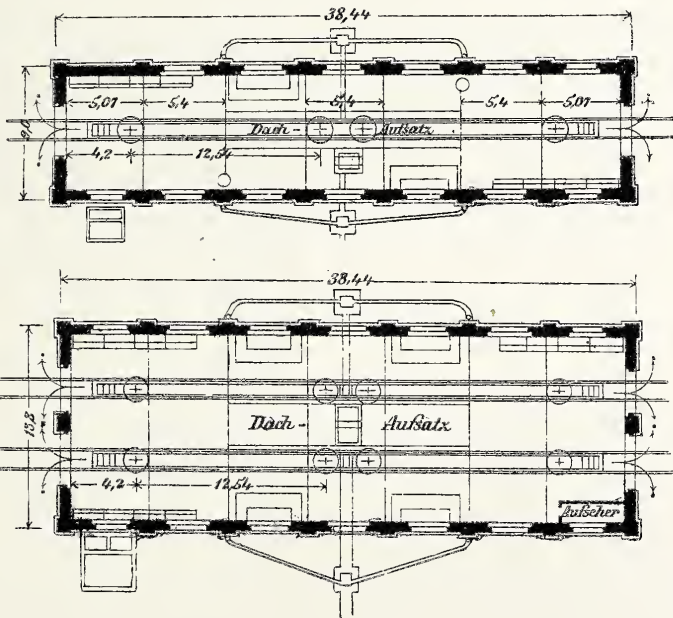 38,44
5,01 5,4 5,4 5,4 5,01
9,0
Dach - Aufsatz
4,2 12,54
38,44
13,8
Dach - Aufsatz
4,2 12,54
Aufseher